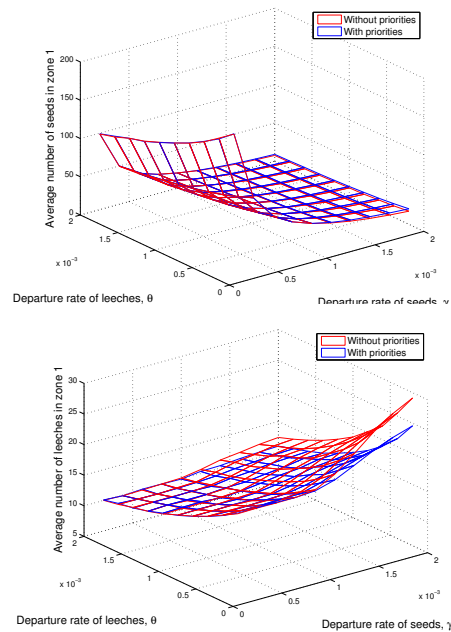 Without priorities
With priorities
Average number of seeds in zone 1
200
150
100
50
0
2
1.5
1
0.5
0
x 10⁻³
Departure rate of leeches, θ
0
0.5
1
1.5
2
x 10⁻³
Departure rate of seeds, γ
Without priorities
With priorities
Average number of leeches in zone 1
30
25
20
15
10
5
2
1.5
1
0.5
0
x 10⁻³
Departure rate of leeches, θ
0
0.5
1
1.5
2
x 10⁻³
Departure rate of seeds, γ